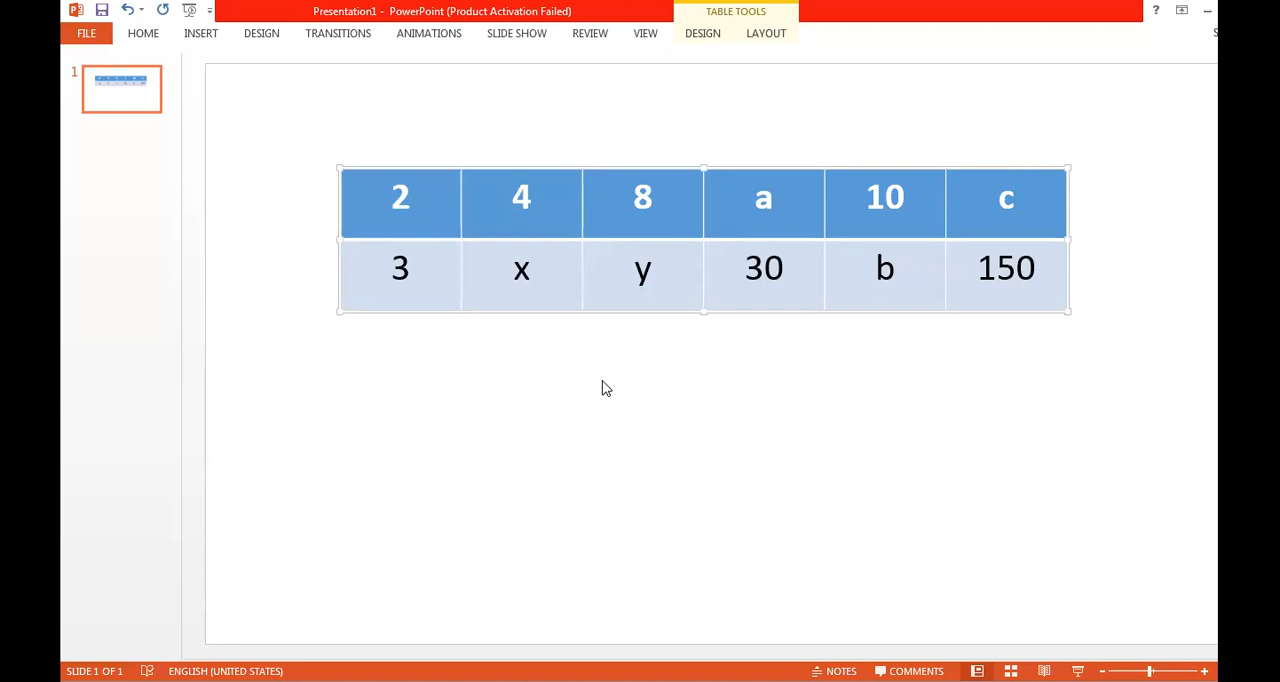 Presentation1 - PowerPoint (Product Activation Failed)
TABLE TOOLS
?
FILE HOME INSERT DESIGN TRANSITIONS ANIMATIONS SLIDE SHOW REVIEW VIEW DESIGN LAYOUT
1
2 4 8 a 10 c
3 x y 30 b 150
SLIDE 1 OF 1 ENGLISH (UNITED STATES) NOTES COMMENTS